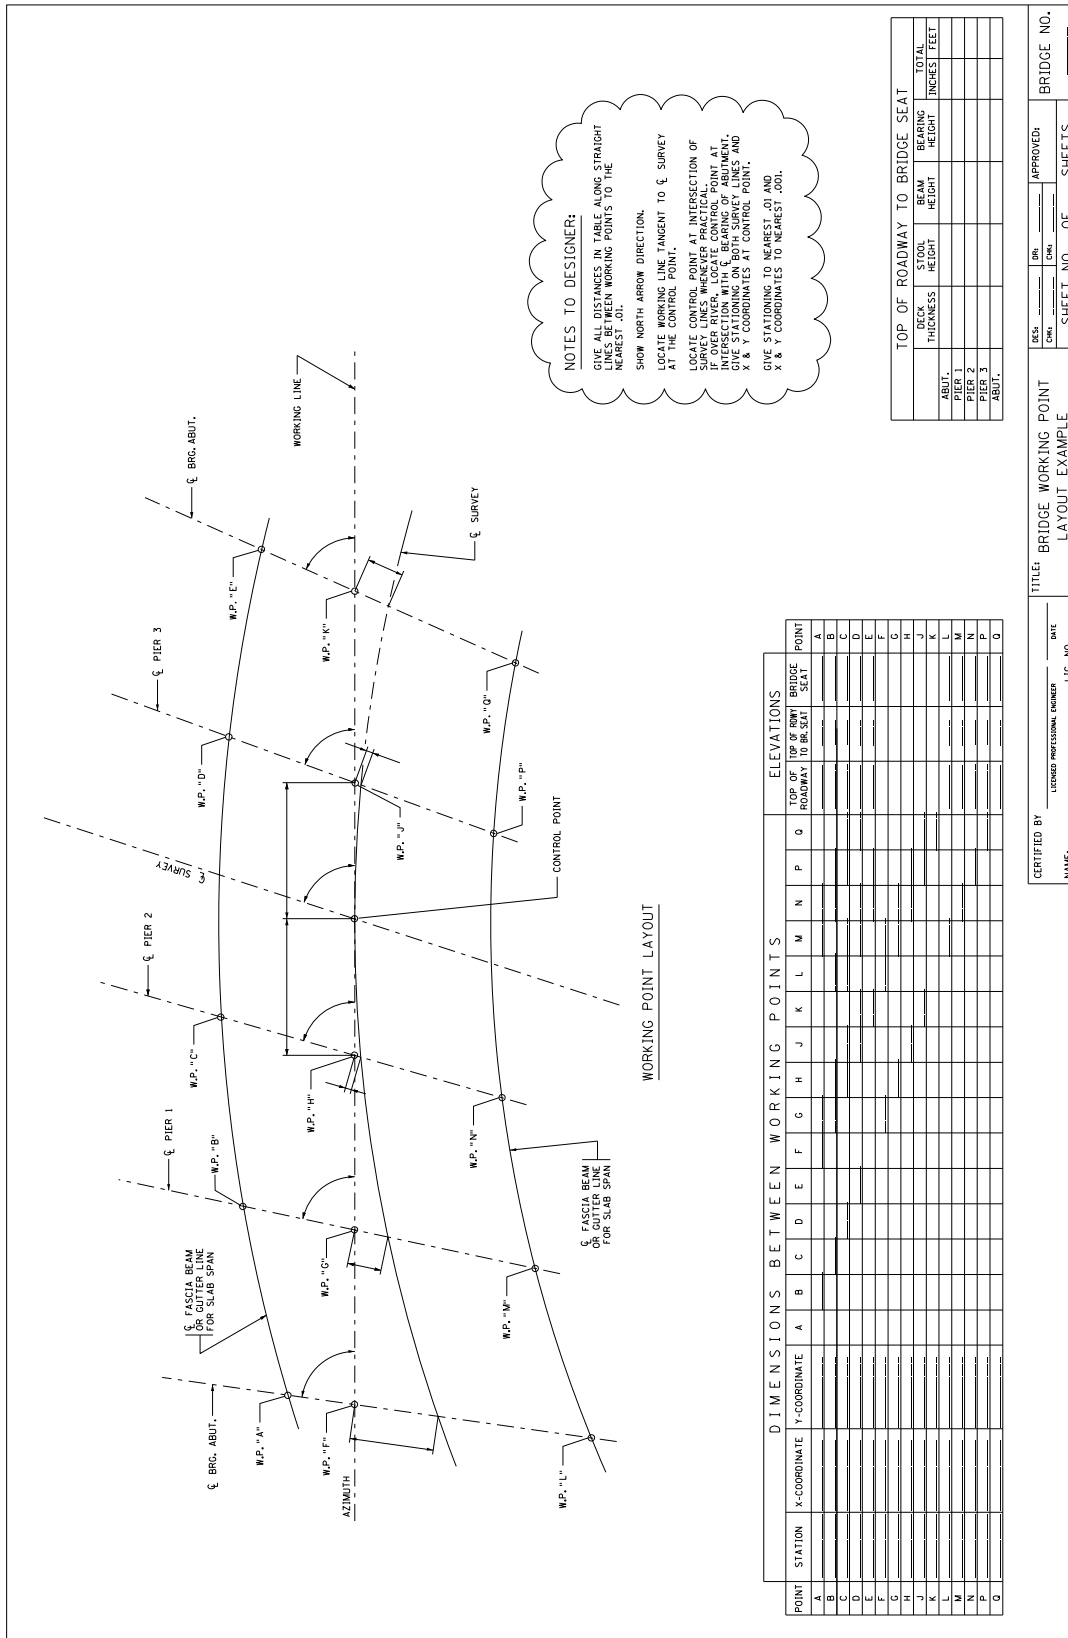 ℄ BRG. ABUT.
℄ FASCIA BEAM
OR GUTTER LINE
FOR SLAB SPAN
℄ PIER 1
℄ PIER 2
℄ SURVEY
℄ PIER 3
℄ BRG. ABUT.
W.P. "A"
W.P. "B"
W.P. "C"
W.P. "D"
W.P. "E"
AZIMUTH
W.P. "F"
W.P. "G"
W.P. "H"
W.P. "J"
W.P. "K"
WORKING LINE
℄ SURVEY
W.P. "L"
W.P. "M"
W.P. "N"
W.P. "P"
W.P. "Q"
CONTROL POINT
℄ FASCIA BEAM
OR GUTTER LINE
FOR SLAB SPAN
WORKING POINT LAYOUT
NOTES TO DESIGNER:
GIVE ALL DISTANCES IN TABLE ALONG STRAIGHT
LINES BETWEEN WORKING POINTS TO THE
NEAREST .01.
SHOW NORTH ARROW DIRECTION.
LOCATE WORKING LINE TANGENT TO ℄ SURVEY
AT THE CONTROL POINT.
LOCATE CONTROL POINT AT INTERSECTION OF
SURVEY LINES WHENEVER PRACTICAL.
IF OVER RIVER, LOCATE CONTROL POINT AT
INTERSECTION WITH ℄ BEARING OF ABUTMENT.
GIVE STATIONING ON BOTH SURVEY LINES AND
X & Y COORDINATES AT CONTROL POINT.
GIVE STATIONING TO NEAREST .01 AND
X & Y COORDINATES TO NEAREST .001.
DIMENSIONS BETWEEN WORKING POINTS
ELEVATIONS
POINT STATION X-COORDINATE Y-COORDINATE A B C D E F G H J K L M N P Q TOP OF ROADWAY TOP OF RDWY TO BR. SEAT BRIDGE SEAT POINT
A A
B B
C C
D D
E E
F F
G G
H H
J J
K K
L L
M M
N N
P P
Q Q
TOP OF ROADWAY TO BRIDGE SEAT
DECK THICKNESS STOOL HEIGHT BEAM HEIGHT BEARING HEIGHT TOTAL
INCHES FEET
ABUT.
PIER 1
PIER 2
PIER 3
ABUT.
CERTIFIED BY
LICENSED PROFESSIONAL ENGINEER DATE
NAME: LIC. NO.
TITLE: BRIDGE WORKING POINT
LAYOUT EXAMPLE
DES: DR: APPROVED:
CHK: CHK:
SHEET NO. OF SHEETS
BRIDGE NO.